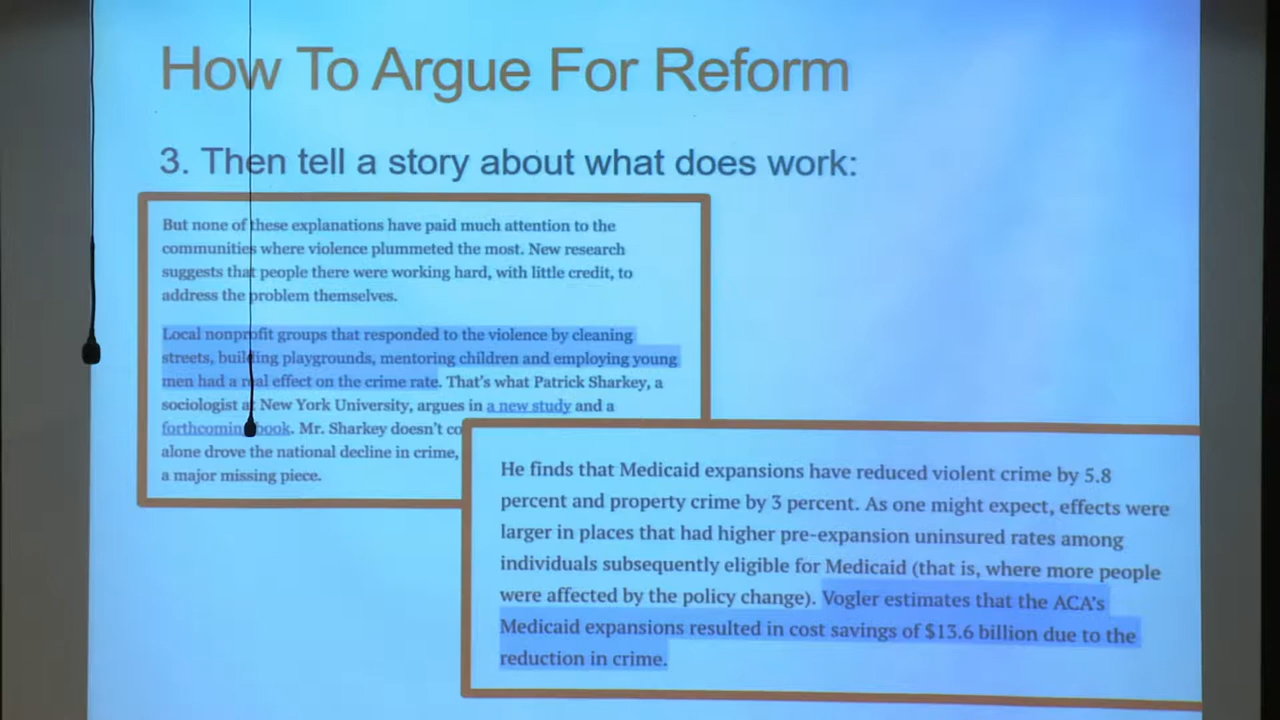 How To Argue For Reform
3. Then tell a story about what does work:
But none of these explanations have paid much attention to the
communities where violence plummeted the most. New research
suggests that people there were working hard, with little credit, to
address the problem themselves.
Local nonprofit groups that responded to the violence by cleaning
streets, building playgrounds, mentoring children and employing young
men had a real effect on the crime rate. That's what Patrick Sharkey, a
sociologist at New York University, argues in a new study and a
forthcoming book. Mr. Sharkey doesn't co
alone drove the national decline in crime,
a major missing piece.
He finds that Medicaid expansions have reduced violent crime by 5.8
percent and property crime by 3 percent. As one might expect, effects were
larger in places that had higher pre-expansion uninsured rates among
individuals subsequently eligible for Medicaid (that is, where more people
were affected by the policy change). Vogler estimates that the ACA's
Medicaid expansions resulted in cost savings of $13.6 billion due to the
reduction in crime.